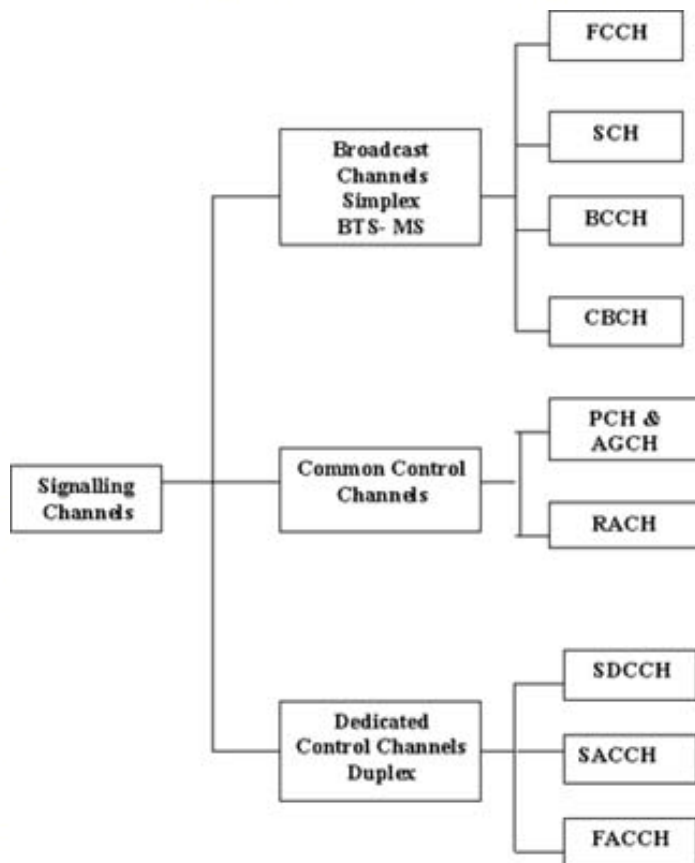 FCCH
Broadcast
Channels
Simplex
BTS- MS
SCH
BCCH
CBCH
Signalling
Channels
Common Control
Channels
PCH &
AGCH
RACH
Dedicated
Control Channels
Duplex
SDCCH
SACCH
FACCH